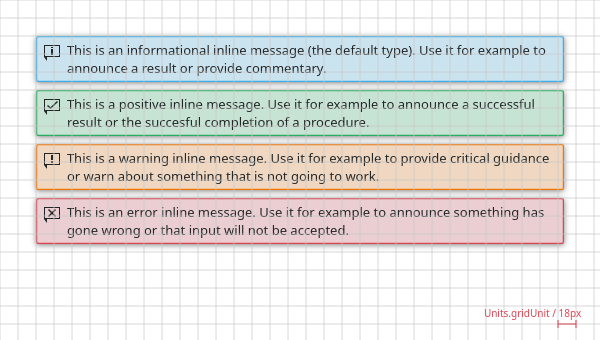 This is an informational inline message (the default type). Use it for example to
announce a result or provide commentary.
This is a positive inline message. Use it for example to announce a successful
result or the succesful completion of a procedure.
This is a warning inline message. Use it for example to provide critical guidance
or warn about something that is not going to work.
This is an error inline message. Use it for example to announce something has
gone wrong or that input will not be accepted.
Units.gridUnit / 18px